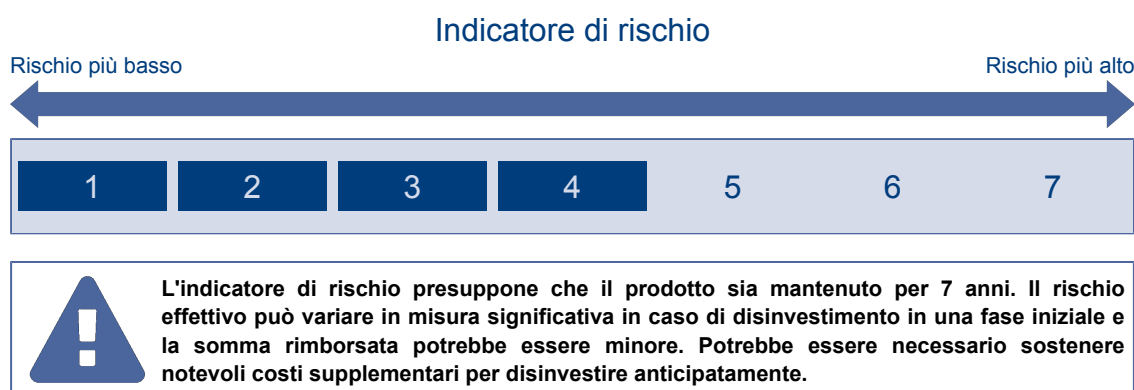 Indicatore di rischio
Rischio più basso
Rischio più alto
1 2 3 4 5 6 7
L'indicatore di rischio presuppone che il prodotto sia mantenuto per 7 anni. Il rischio
effettivo può variare in misura significativa in caso di disinvestimento in una fase iniziale e
la somma rimborsata potrebbe essere minore. Potrebbe essere necessario sostenere
notevoli costi supplementari per disinvestire anticipatamente.